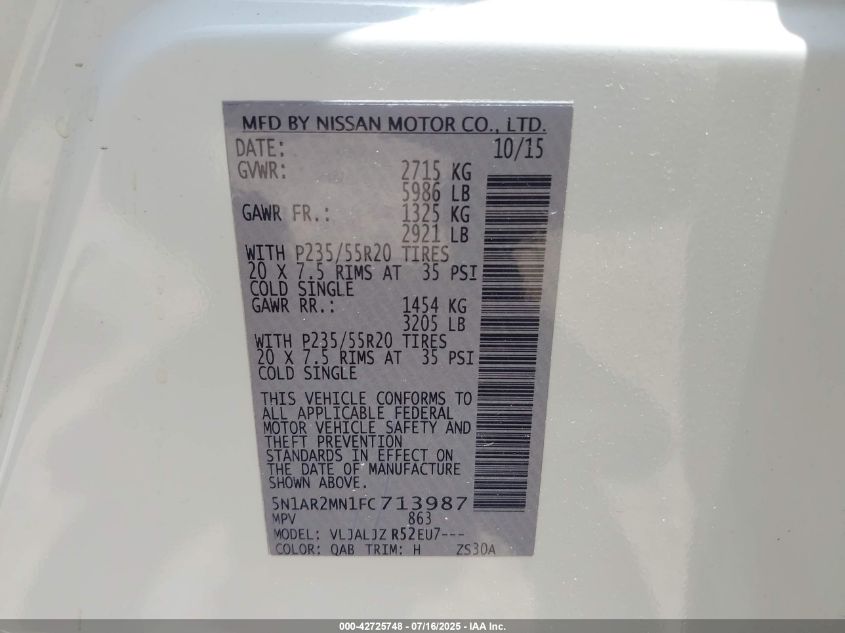 MFD BY NISSAN MOTOR CO., LTD.
DATE: 10/15
GVWR: 2715 KG
5986 LB
GAWR FR.: 1325 KG
2921 LB
WITH P235/55R20 TIRES
20 X 7.5 RIMS AT 35 PSI
COLD SINGLE
GAWR RR.: 1454 KG
3205 LB
WITH P235/55R20 TIRES
20 X 7.5 RIMS AT 35 PSI
COLD SINGLE
THIS VEHICLE CONFORMS TO
ALL APPLICABLE FEDERAL
MOTOR VEHICLE SAFETY AND
THEFT PREVENTION
STANDARDS IN EFFECT ON
THE DATE OF MANUFACTURE
SHOWN ABOVE.
5N1AR2MN1FC713987
MPV 863
MODEL: VLJALJZ R52EU7---
COLOR: QAB TRIM: H ZS30A
000-42725748 - 07/16/2025 - IAA Inc.